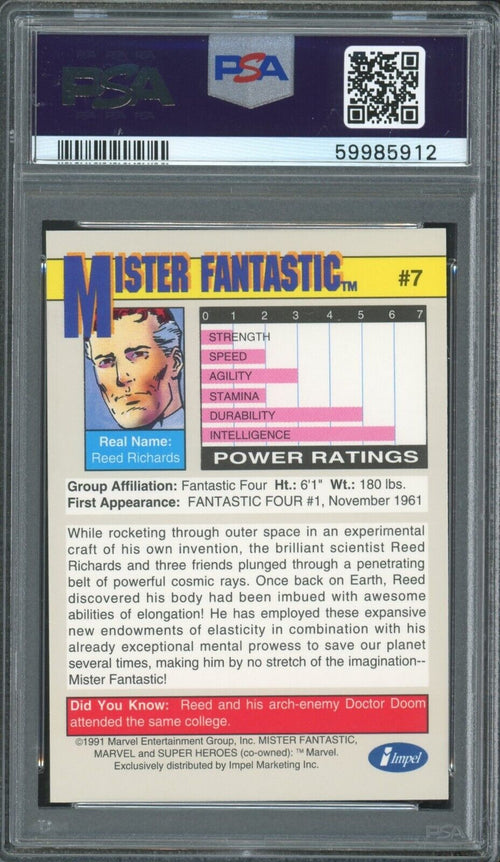 PSA
PSA
59985912
MISTER FANTASTIC™
#7
0 1 2 3 4 5 6 7
STRENGTH
SPEED
AGILITY
STAMINA
DURABILITY
INTELLIGENCE
POWER RATINGS
Real Name:
Reed Richards
Group Affiliation: Fantastic Four Ht.: 6'1" Wt.: 180 lbs.
First Appearance: FANTASTIC FOUR #1, November 1961
While rocketing through outer space in an experimental
craft of his own invention, the brilliant scientist Reed
Richards and three friends plunged through a penetrating
belt of powerful cosmic rays. Once back on Earth, Reed
discovered his body had been imbued with awesome
abilities of elongation! He has employed these expansive
new endowments of elasticity in combination with his
already exceptional mental prowess to save our planet
several times, making him by no stretch of the imagination--
Mister Fantastic!
Did You Know: Reed and his arch-enemy Doctor Doom
attended the same college.
©1991 Marvel Entertainment Group, Inc. MISTER FANTASTIC,
MARVEL and SUPER HEROES (co-owned): ™ Marvel.
Exclusively distributed by Impel Marketing Inc.
Impel
PSA